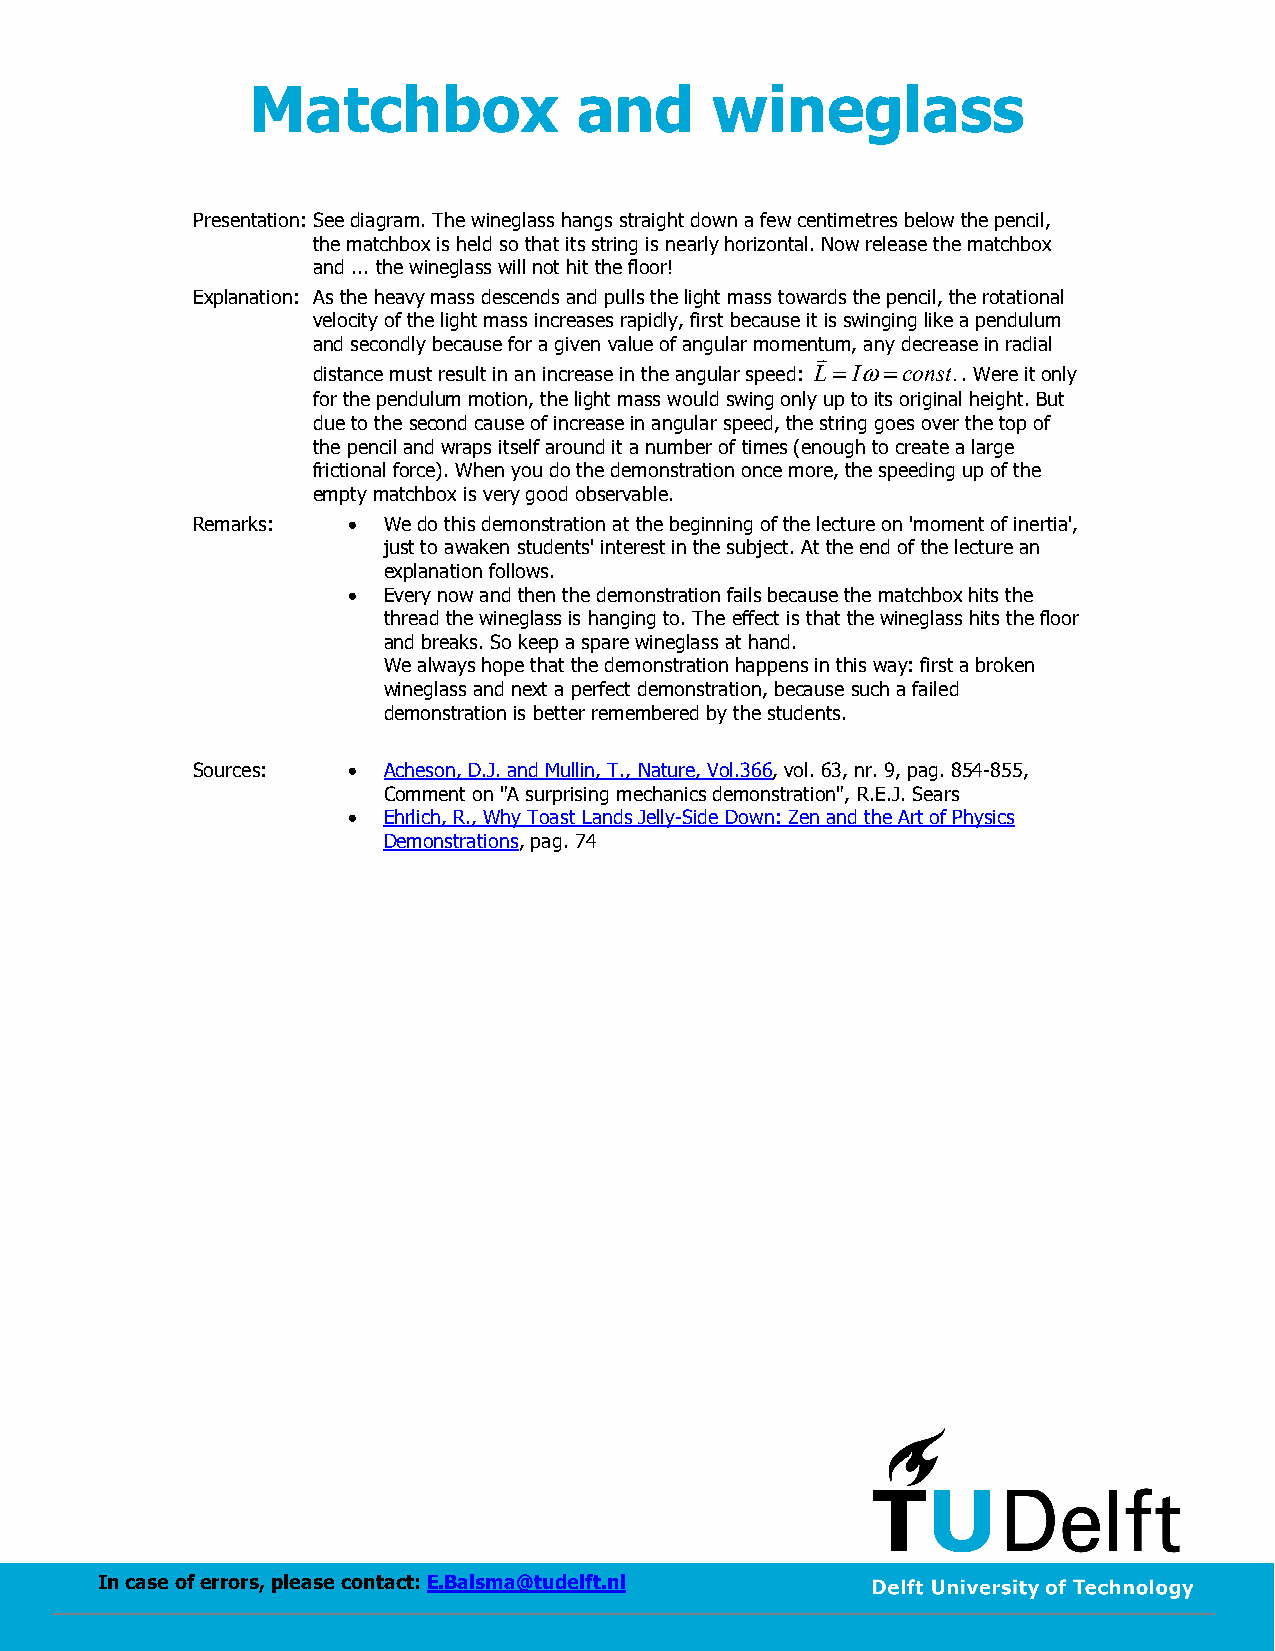 Matchbox and wineglass
Presentation: See diagram. The wineglass hangs straight down a few centimetres below the pencil,
the matchbox is held so that its string is nearly horizontal. Now release the matchbox
and ... the wineglass will not hit the floor!
Explanation: As the heavy mass descends and pulls the light mass towards the pencil, the rotational
velocity of the light mass increases rapidly, first because it is swinging like a pendulum
and secondly because for a given value of angular momentum, any decrease in radial
distance must result in an increase in the angular speed: L⃗ = Iω = const. . Were it only
for the pendulum motion, the light mass would swing only up to its original height. But
due to the second cause of increase in angular speed, the string goes over the top of
the pencil and wraps itself around it a number of times (enough to create a large
frictional force). When you do the demonstration once more, the speeding up of the
empty matchbox is very good observable.
Remarks: • We do this demonstration at the beginning of the lecture on 'moment of inertia',
just to awaken students' interest in the subject. At the end of the lecture an
explanation follows.
• Every now and then the demonstration fails because the matchbox hits the
thread the wineglass is hanging to. The effect is that the wineglass hits the floor
and breaks. So keep a spare wineglass at hand.
We always hope that the demonstration happens in this way: first a broken
wineglass and next a perfect demonstration, because such a failed
demonstration is better remembered by the students.
Sources: • Acheson, D.J. and Mullin, T., Nature, Vol.366, vol. 63, nr. 9, pag. 854-855,
Comment on "A surprising mechanics demonstration", R.E.J. Sears
• Ehrlich, R., Why Toast Lands Jelly-Side Down: Zen and the Art of Physics
Demonstrations, pag. 74
TUDelft
In case of errors, please contact: E.Balsma@tudelft.nl
Delft University of Technology